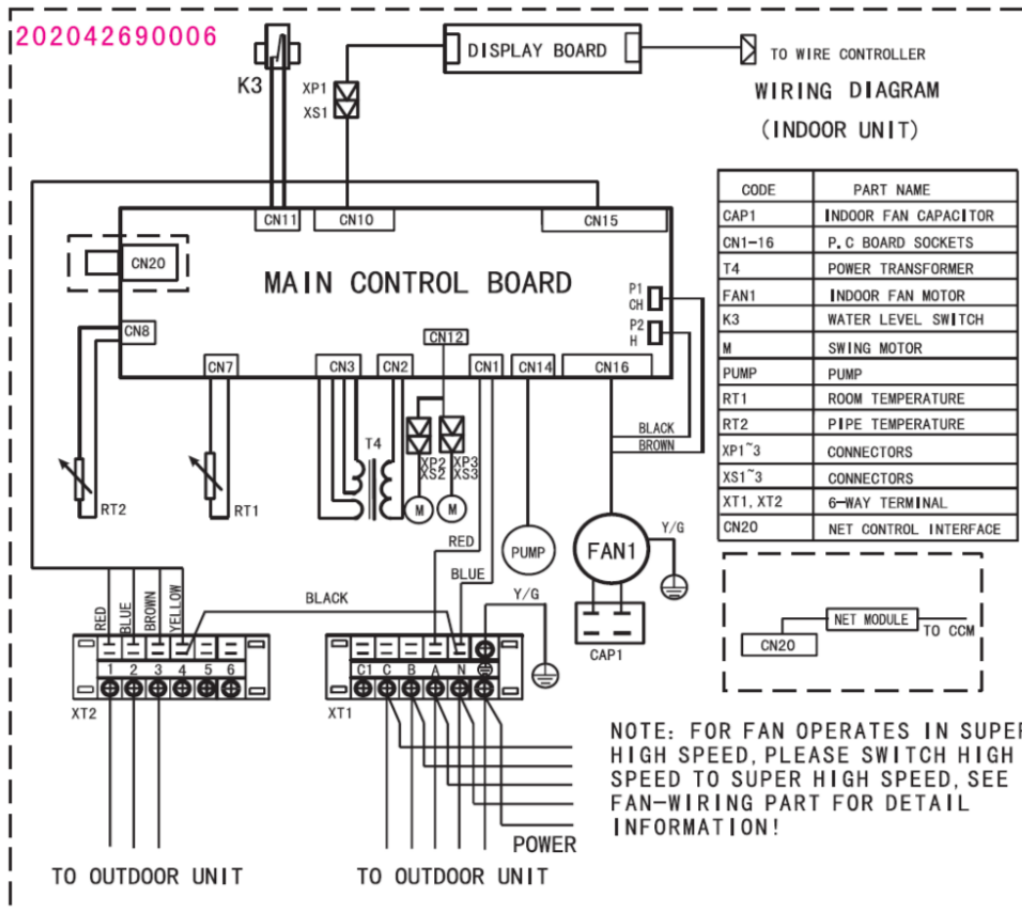 202042690006
K3
XP1
XS1
DISPLAY BOARD
TO WIRE CONTROLLER
WIRING DIAGRAM
(INDOOR UNIT)
CN11
CN10
CN15
CN20
MAIN CONTROL BOARD
P1
CH
P2
H
CN8
CN7
CN3
CN2
CN12
CN1
CN14
CN16
BLACK
BROWN
RT2
RT1
T4
XP2
XS2
XP3
XS3
M
M
RED
BLUE
PUMP
FAN1
Y/G
Y/G
CAP1
CODE PART NAME
CAP1 INDOOR FAN CAPACITOR
CN1-16 P.C BOARD SOCKETS
T4 POWER TRANSFORMER
FAN1 INDOOR FAN MOTOR
K3 WATER LEVEL SWITCH
M SWING MOTOR
PUMP PUMP
RT1 ROOM TEMPERATURE
RT2 PIPE TEMPERATURE
XP1~3 CONNECTORS
XS1~3 CONNECTORS
XT1, XT2 6-WAY TERMINAL
CN20 NET CONTROL INTERFACE
CN20
NET MODULE
TO CCM
RED
BLUE
BROWN
YELLOW
BLACK
1 2 3 4 5 6
XT2
C1 C B A N
XT1
NOTE: FOR FAN OPERATES IN SUPER
HIGH SPEED, PLEASE SWITCH HIGH
SPEED TO SUPER HIGH SPEED, SEE
FAN-WIRING PART FOR DETAIL
INFORMATION!
POWER
TO OUTDOOR UNIT
TO OUTDOOR UNIT